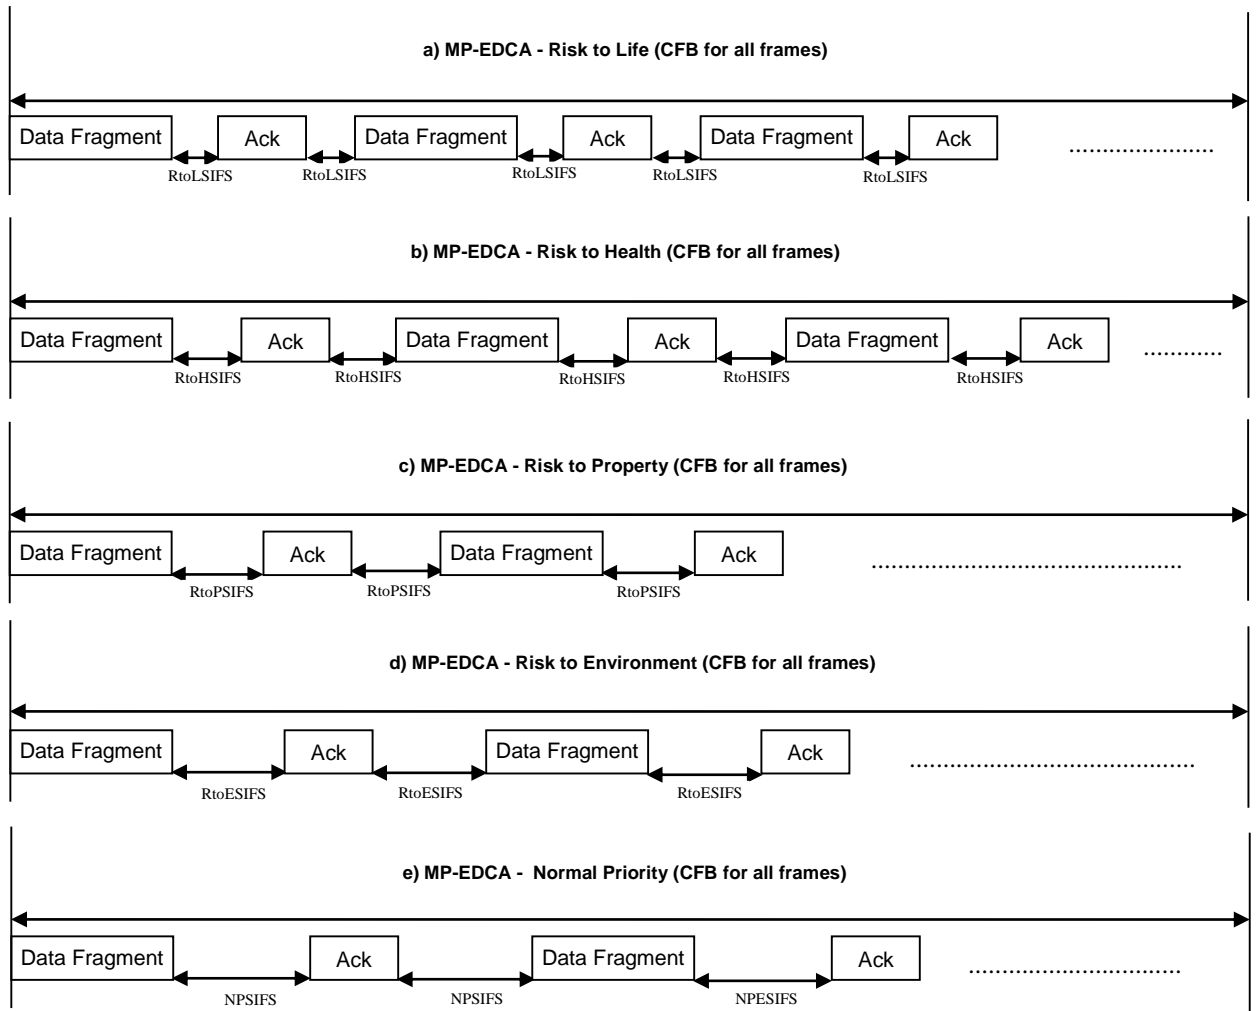 a) MP-EDCA - Risk to Life (CFB for all frames)
Data Fragment Ack Data Fragment Ack Data Fragment Ack ......................
RtoLSIFS RtoLSIFS RtoLSIFS RtoLSIFS RtoLSIFS
b) MP-EDCA - Risk to Health (CFB for all frames)
Data Fragment Ack Data Fragment Ack Data Fragment Ack ............
RtoHSIFS RtoHSIFS RtoHSIFS RtoHSIFS RtoHSIFS
c) MP-EDCA - Risk to Property (CFB for all frames)
Data Fragment Ack Data Fragment Ack ...............................................
RtoPSIFS RtoPSIFS RtoPSIFS
d) MP-EDCA - Risk to Environment (CFB for all frames)
Data Fragment Ack Data Fragment Ack ...........................................
RtoESIFS RtoESIFS RtoESIFS
e) MP-EDCA - Normal Priority (CFB for all frames)
Data Fragment Ack Data Fragment Ack ................................
NPSIFS NPSIFS NPESIFS